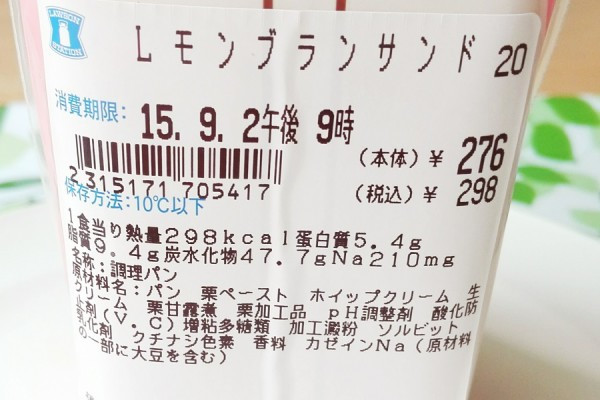 LAWSON
STATION
Lモンブランサンド 20
消費期限: 15. 9. 2午後 9時
(本体)¥ 276
2 315171 705417
(税込)¥ 298
保存方法:10℃以下
1食当り熱量298kcal蛋白質5.4g
脂質9.4g炭水化物47.7gNa210mg
名称:調理パン
原材料名:パン 栗ペースト ホイップクリーム 生
クリーム 栗甘露煮 栗加工品 pH調整剤 酸化防
止剤(V.C)増粘多糖類 加工澱粉 ソルビット
乳化剤 クチナシ色素 香料 カゼインNa(原材料
の一部に大豆を含む)